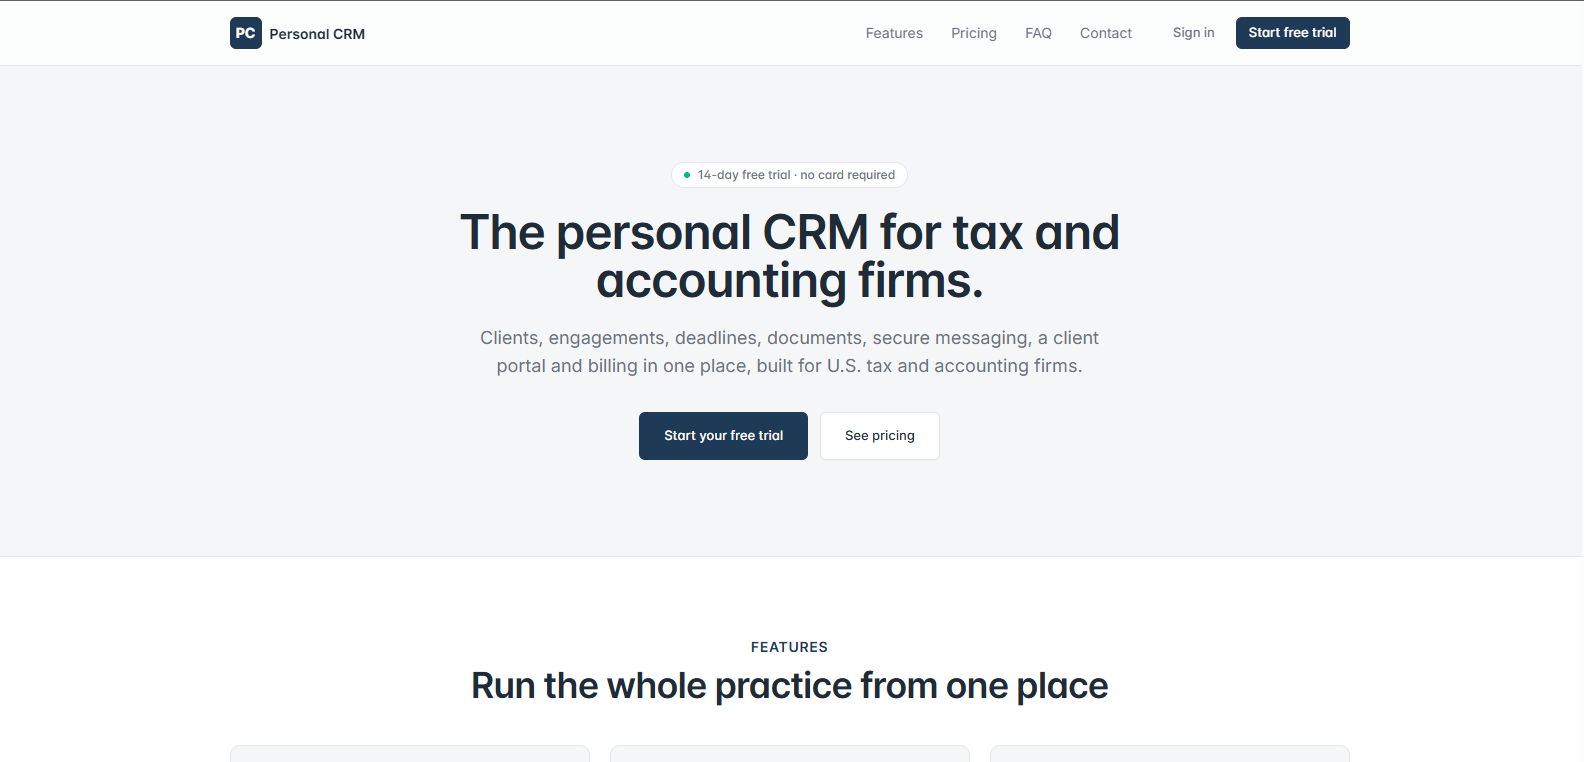 PC Personal CRM
Features Pricing FAQ Contact Sign in Start free trial
14-day free trial · no card required
The personal CRM for tax and
accounting firms.
Clients, engagements, deadlines, documents, secure messaging, a client
portal and billing in one place, built for U.S. tax and accounting firms.
Start your free trial See pricing
FEATURES
Run the whole practice from one place